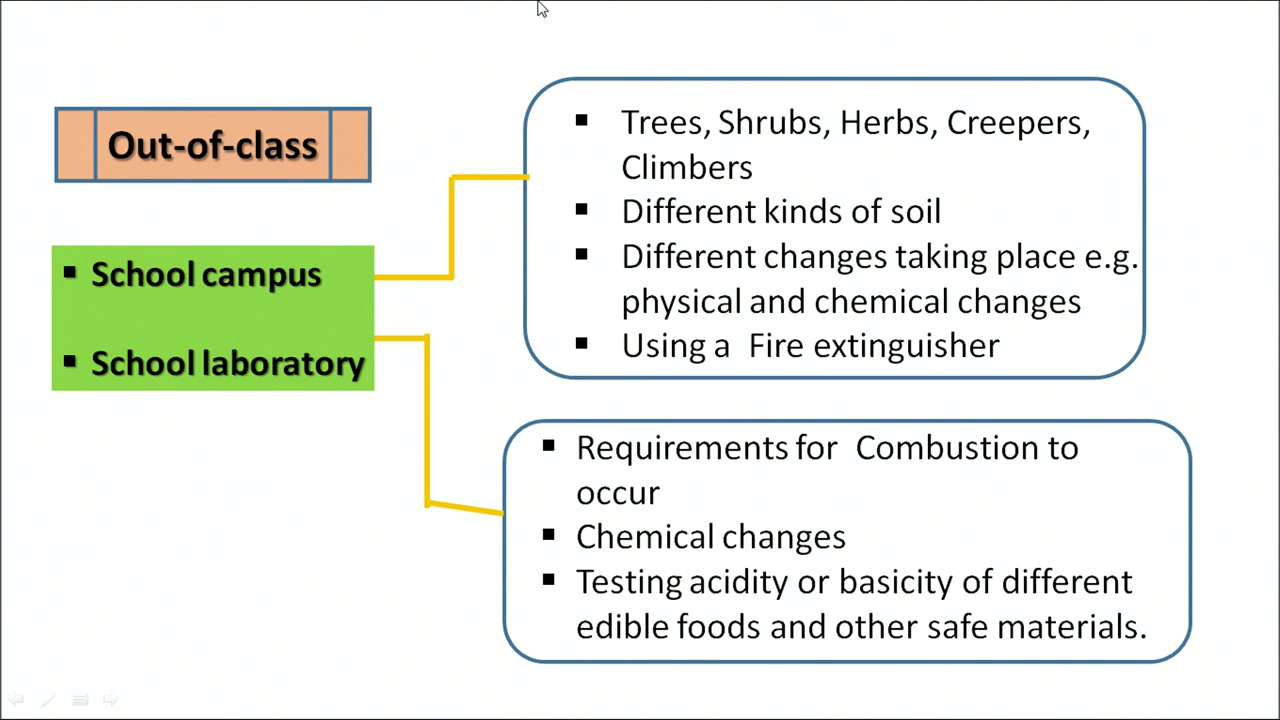 Out-of-class
▪ School campus
▪ School laboratory
▪ Trees, Shrubs, Herbs, Creepers,
Climbers
▪ Different kinds of soil
▪ Different changes taking place e.g.
physical and chemical changes
▪ Using a Fire extinguisher
▪ Requirements for Combustion to
occur
▪ Chemical changes
▪ Testing acidity or basicity of different
edible foods and other safe materials.